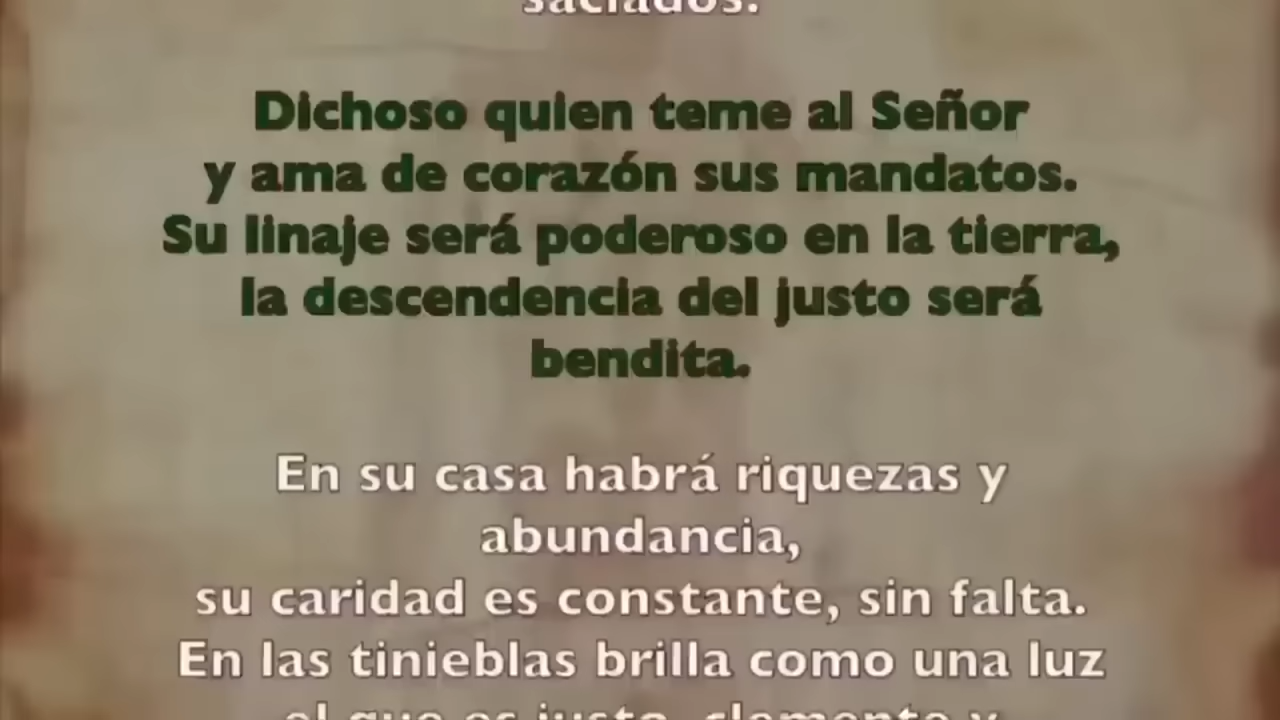 saciados.
Dichoso quien teme al Señor
y ama de corazón sus mandatos.
Su linaje será poderoso en la tierra,
la descendencia del justo será
bendita.
En su casa habrá riquezas y
abundancia,
su caridad es constante, sin falta.
En las tinieblas brilla como una luz
el que es justo, clemente y